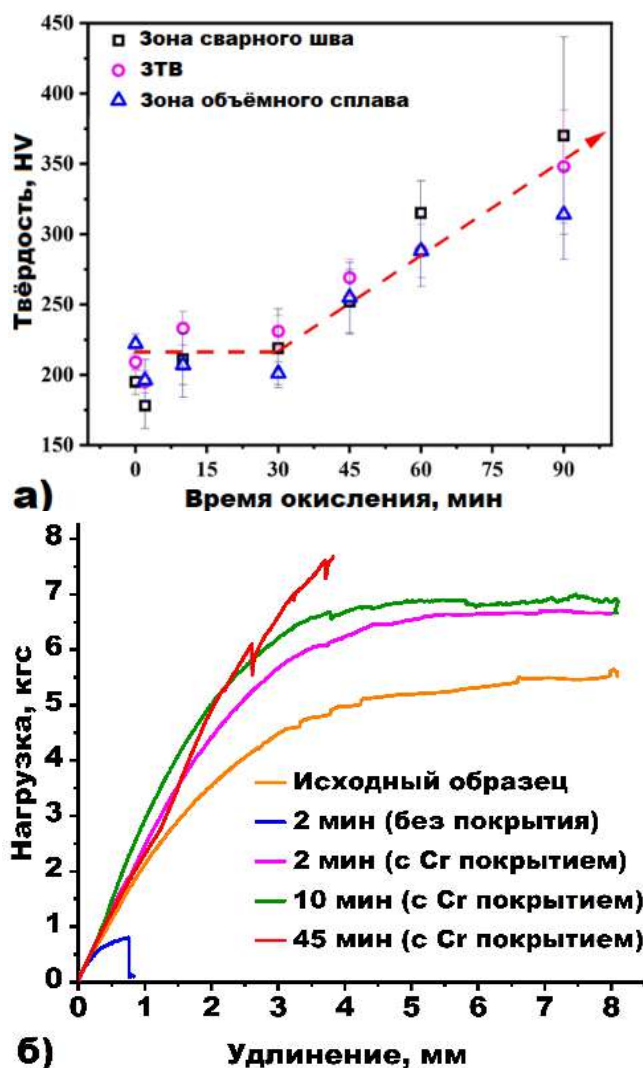 450
400
350
300
250
200
150
Твёрдость, HV
Зона сварного шва
ЗТВ
Зона объёмного сплава
0 15 30 45 60 75 90
а)
Время окисления, мин
8
7
6
5
4
3
2
1
0
Нагрузка, кгс
Исходный образец
2 мин (без покрытия)
2 мин (с Cr покрытием)
10 мин (с Cr покрытием)
45 мин (с Cr покрытием)
0 1 2 3 4 5 6 7 8
б)
Удлинение, мм